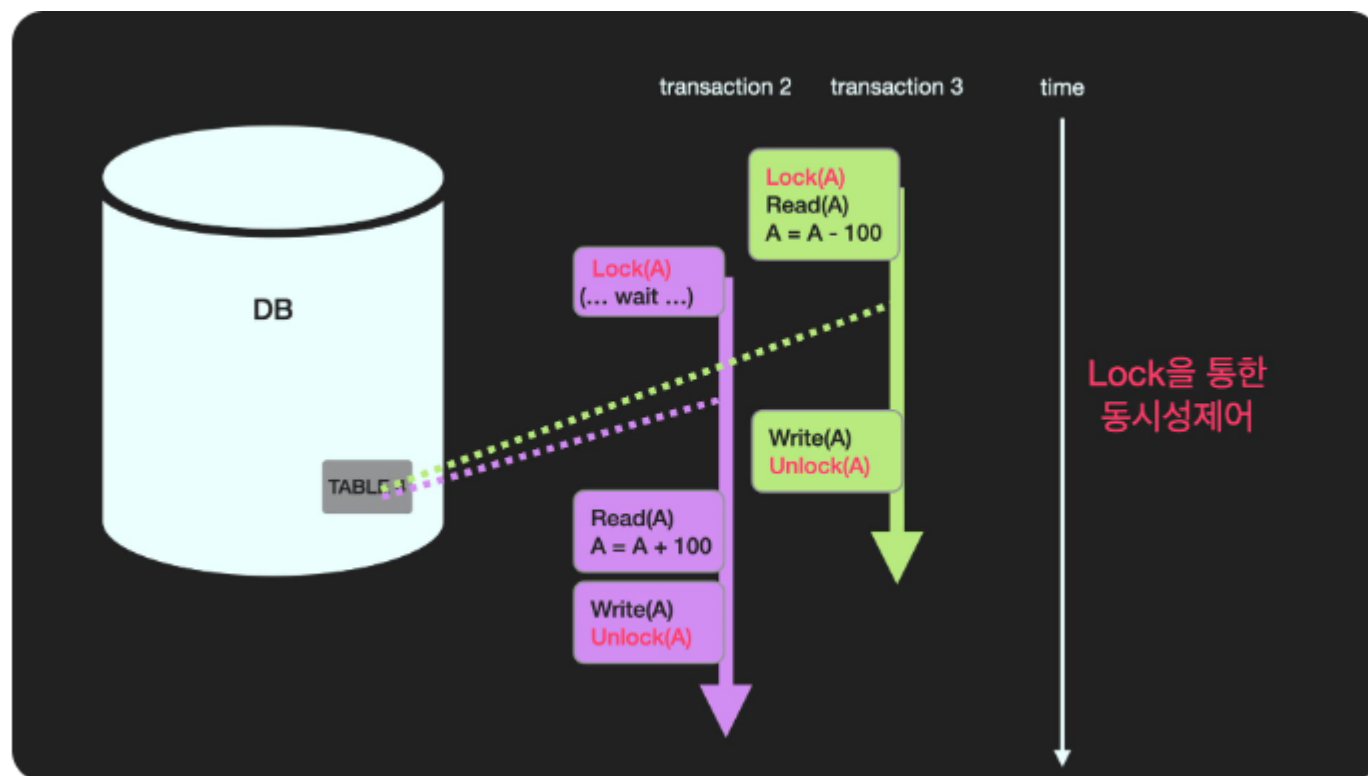 transaction 2
transaction 3
time
Lock(A)
Read(A)
A = A - 100
Lock(A)
(... wait ...)
DB
Lock을 통한
동시성제어
Write(A)
Unlock(A)
TABLE
Read(A)
A = A + 100
Write(A)
Unlock(A)